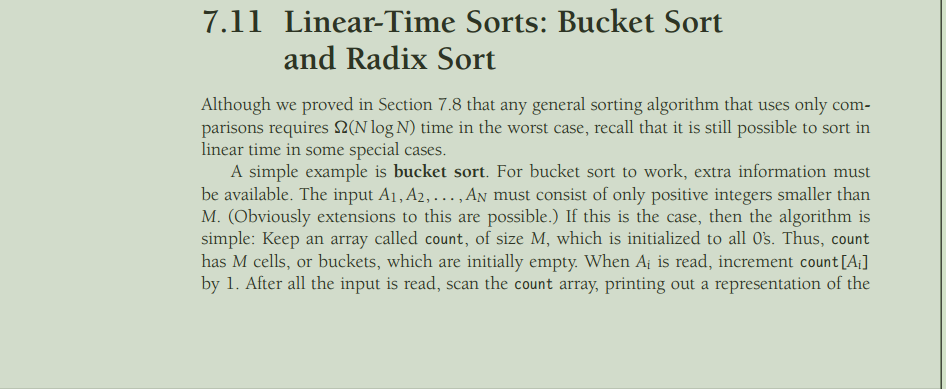 7.11 Linear-Time Sorts: Bucket Sort
and Radix Sort
Although we proved in Section 7.8 that any general sorting algorithm that uses only com-
parisons requires Ω(N log N) time in the worst case, recall that it is still possible to sort in
linear time in some special cases.
A simple example is bucket sort. For bucket sort to work, extra information must
be available. The input A₁, A₂, . . . , A_N must consist of only positive integers smaller than
M. (Obviously extensions to this are possible.) If this is the case, then the algorithm is
simple: Keep an array called count, of size M, which is initialized to all 0's. Thus, count
has M cells, or buckets, which are initially empty. When Aᵢ is read, increment count[Aᵢ]
by 1. After all the input is read, scan the count array, printing out a representation of the